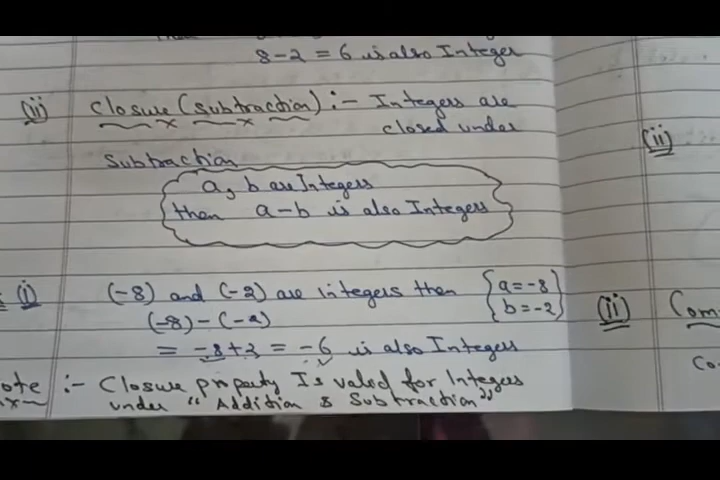 8-2 = 6 is also Integer
(ii) Closure (Subtraction) :- Integers are
closed under
Subtraction
a, b are Integers
then a-b is also Integers
(i) (-8) and (-2) are integers then {a=-8
b=-2}
(-8)-(-2)
= -8+2 = -6 is also Integers
ote :- Closure property Is valid for Integers
under "Addition & Subtraction"
(ii)
(ii) Com
Co